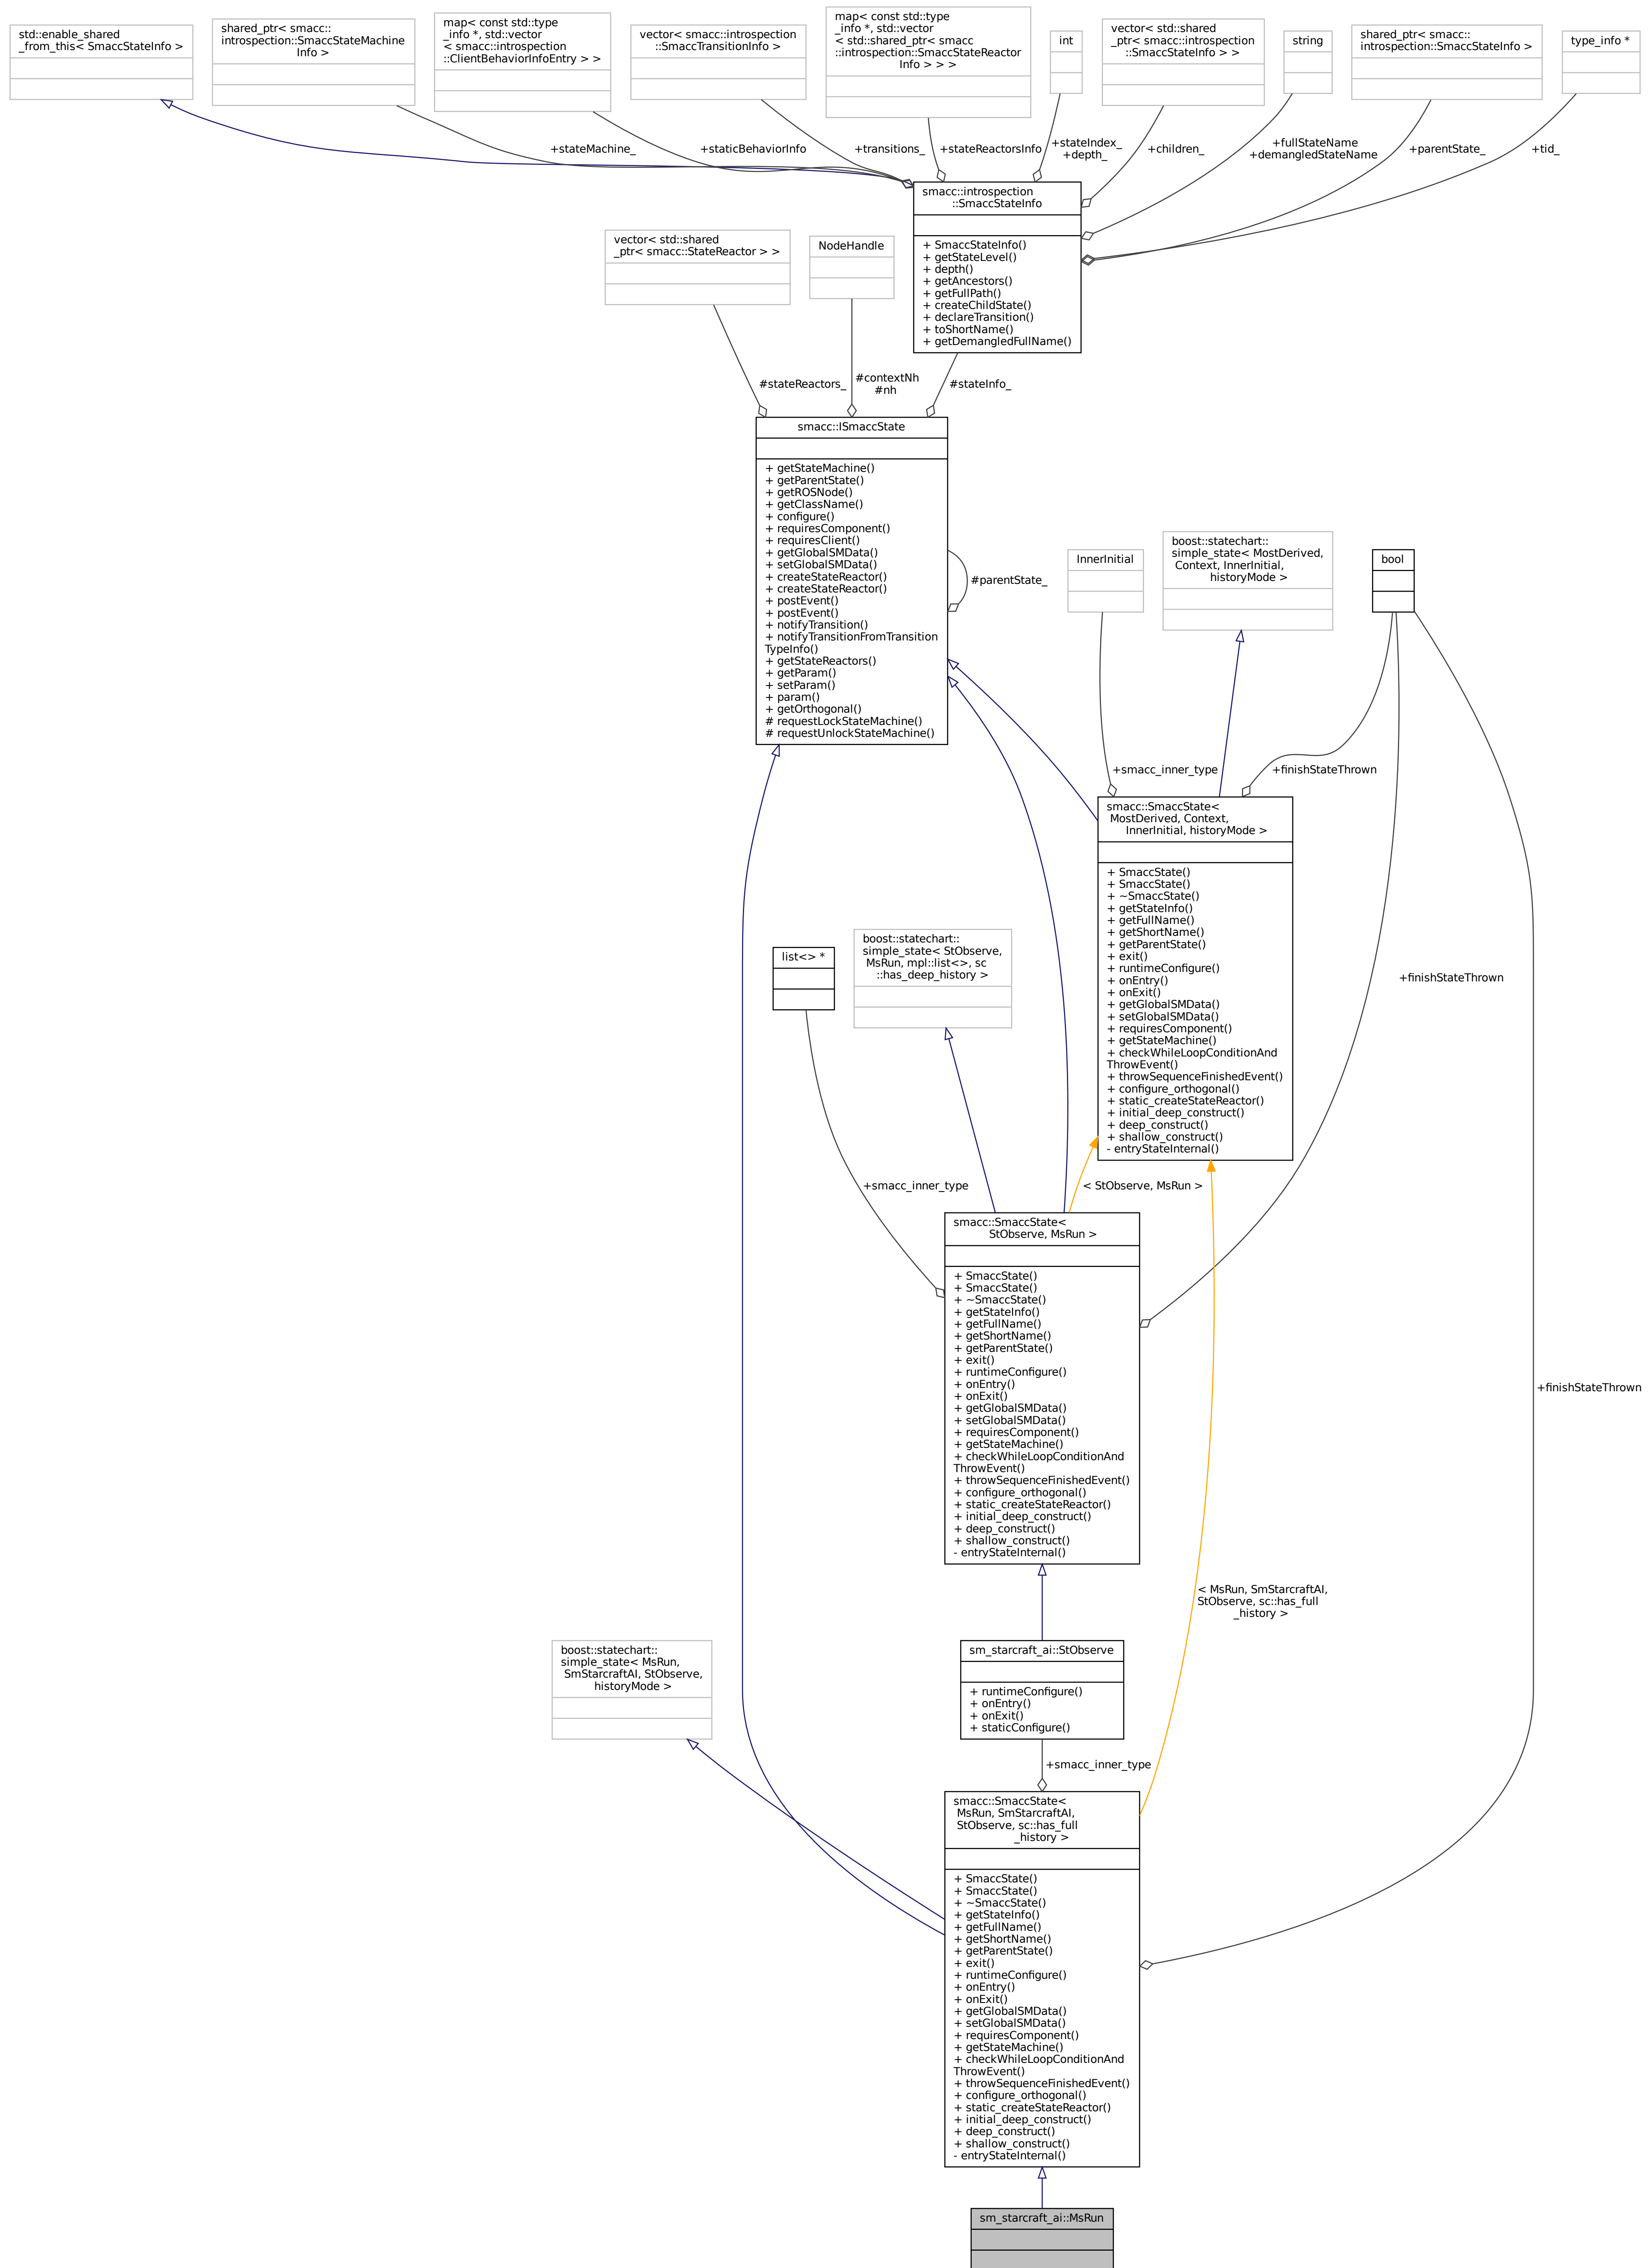 std::enable_shared
_from_this< SmaccStateInfo >
shared_ptr< smacc::
introspection::SmaccStateMachine
Info >
map< const std::type
_info *, std::vector
< smacc::introspection
::ClientBehaviorInfoEntry > >
vector< smacc::introspection
::SmaccTransitionInfo >
map< const std::type
_info *, std::vector
< std::shared_ptr< smacc
::introspection::SmaccStateReactor
Info > > >
int
vector< std::shared
_ptr< smacc::introspection
::SmaccStateInfo > >
string
shared_ptr< smacc::
introspection::SmaccStateInfo >
type_info *
+stateMachine_
+staticBehaviorInfo
+transitions_
+stateReactorsInfo
+stateIndex_
+depth_
+children_
+fullStateName
+demangledStateName
+parentState_
+tid_
smacc::introspection
::SmaccStateInfo
+ SmaccStateInfo()
+ getStateLevel()
+ depth()
+ getAncestors()
+ getFullPath()
+ createChildState()
+ declareTransition()
+ toShortName()
+ getDemangledFullName()
vector< std::shared
_ptr< smacc::StateReactor > >
NodeHandle
#stateReactors_
#contextNh
#nh
#stateInfo_
smacc::ISmaccState
+ getStateMachine()
+ getParentState()
+ getROSNode()
+ getClassName()
+ configure()
+ requiresComponent()
+ requiresClient()
+ getGlobalSMData()
+ setGlobalSMData()
+ createStateReactor()
+ createStateReactor()
+ postEvent()
+ postEvent()
+ notifyTransition()
+ notifyTransitionFromTransition
TypeInfo()
+ getStateReactors()
+ getParam()
+ setParam()
+ param()
+ getOrthogonal()
# requestLockStateMachine()
# requestUnlockStateMachine()
#parentState_
InnerInitial
boost::statechart::
simple_state< MostDerived,
Context, InnerInitial,
historyMode >
bool
+smacc_inner_type
+finishStateThrown
smacc::SmaccState<
MostDerived, Context,
InnerInitial, historyMode >
+ SmaccState()
+ SmaccState()
+ ~SmaccState()
+ getStateInfo()
+ getFullName()
+ getShortName()
+ getParentState()
+ exit()
+ runtimeConfigure()
+ onEntry()
+ onExit()
+ getGlobalSMData()
+ setGlobalSMData()
+ requiresComponent()
+ getStateMachine()
+ checkWhileLoopConditionAnd
ThrowEvent()
+ throwSequenceFinishedEvent()
+ configure_orthogonal()
+ static_createStateReactor()
+ initial_deep_construct()
+ deep_construct()
+ shallow_construct()
- entryStateInternal()
list<> *
boost::statechart::
simple_state< StObserve,
MsRun, mpl::list<>, sc
::has_deep_history >
+finishStateThrown
+smacc_inner_type
< StObserve, MsRun >
smacc::SmaccState<
StObserve, MsRun >
+ SmaccState()
+ SmaccState()
+ ~SmaccState()
+ getStateInfo()
+ getFullName()
+ getShortName()
+ getParentState()
+ exit()
+ runtimeConfigure()
+ onEntry()
+ onExit()
+ getGlobalSMData()
+ setGlobalSMData()
+ requiresComponent()
+ getStateMachine()
+ checkWhileLoopConditionAnd
ThrowEvent()
+ throwSequenceFinishedEvent()
+ configure_orthogonal()
+ static_createStateReactor()
+ initial_deep_construct()
+ deep_construct()
+ shallow_construct()
- entryStateInternal()
+finishStateThrown
< MsRun, SmStarcraftAI,
StObserve, sc::has_full
_history >
boost::statechart::
simple_state< MsRun,
SmStarcraftAI, StObserve,
historyMode >
sm_starcraft_ai::StObserve
+ runtimeConfigure()
+ onEntry()
+ onExit()
+ staticConfigure()
+smacc_inner_type
smacc::SmaccState<
MsRun, SmStarcraftAI,
StObserve, sc::has_full
_history >
+ SmaccState()
+ SmaccState()
+ ~SmaccState()
+ getStateInfo()
+ getFullName()
+ getShortName()
+ getParentState()
+ exit()
+ runtimeConfigure()
+ onEntry()
+ onExit()
+ getGlobalSMData()
+ setGlobalSMData()
+ requiresComponent()
+ getStateMachine()
+ checkWhileLoopConditionAnd
ThrowEvent()
+ throwSequenceFinishedEvent()
+ configure_orthogonal()
+ static_createStateReactor()
+ initial_deep_construct()
+ deep_construct()
+ shallow_construct()
- entryStateInternal()
sm_starcraft_ai::MsRun